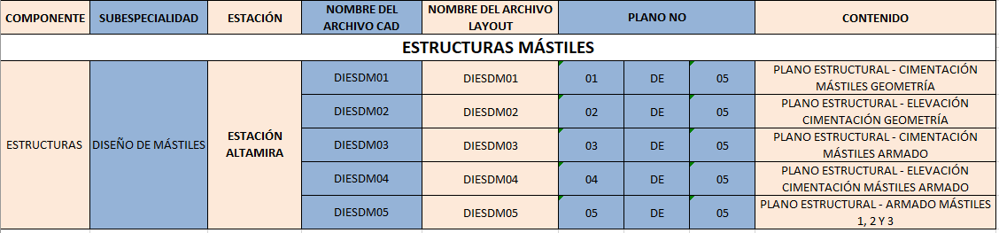 COMPONENTE SUBESPECIALIDAD ESTACIÓN NOMBRE DEL ARCHIVO CAD NOMBRE DEL ARCHIVO LAYOUT PLANO NO CONTENIDO
ESTRUCTURAS MÁSTILES
ESTRUCTURAS DISEÑO DE MÁSTILES ESTACIÓN ALTAMIRA
DIESDM01 DIESDM01 01 DE 05 PLANO ESTRUCTURAL - CIMENTACIÓN
MÁSTILES GEOMETRÍA
DIESDM02 DIESDM02 02 DE 05 PLANO ESTRUCTURAL - ELEVACIÓN
CIMENTACIÓN GEOMETRÍA
DIESDM03 DIESDM03 03 DE 05 PLANO ESTRUCTURAL - CIMENTACIÓN
MÁSTILES ARMADO
DIESDM04 DIESDM04 04 DE 05 PLANO ESTRUCTURAL - ELEVACIÓN
CIMENTACIÓN MÁSTILES ARMADO
DIESDM05 DIESDM05 05 DE 05 PLANO ESTRUCTURAL - ARMADO MÁSTILES
1, 2 Y 3